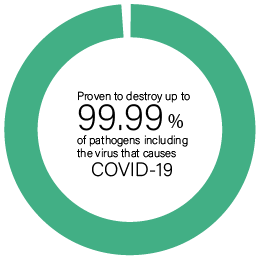 Proven to destroy up to
99.99 %
of pathogens including
the virus that causes
COVID-19